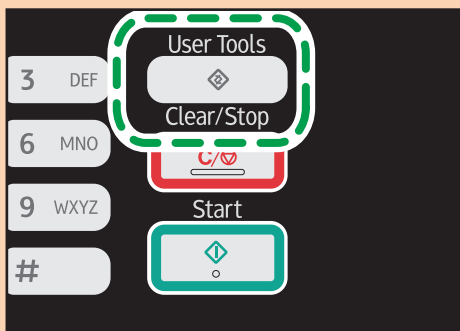 User Tools
3 DEF
Clear/Stop
6 MNO
C/
9 WXYZ
Start
#